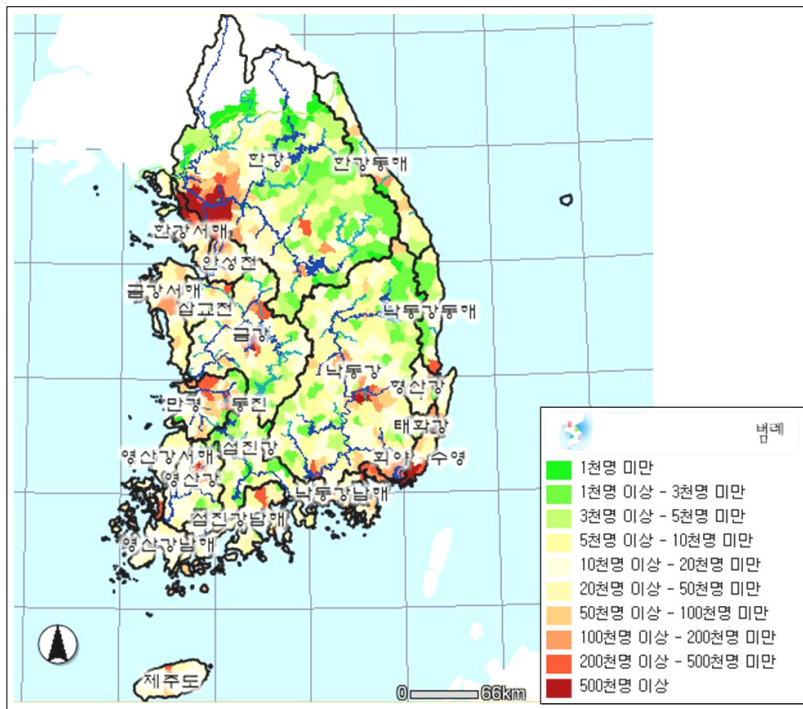 한강
한강동해
한강서해
안성천
금강서해
삽교천
낙동강동해
금강
낙동강
형산강
만경 동진
태화강
섬진강
회야 수영
영산강서해
영산강
낙동강남해
섬진강남해
영산강남해
제주도
0 66km
범례
1천명 미만
1천명 이상 - 3천명 미만
3천명 이상 - 5천명 미만
5천명 이상 - 10천명 미만
10천명 이상 - 20천명 미만
20천명 이상 - 50천명 미만
50천명 이상 - 100천명 미만
100천명 이상 - 200천명 미만
200천명 이상 - 500천명 미만
500천명 이상